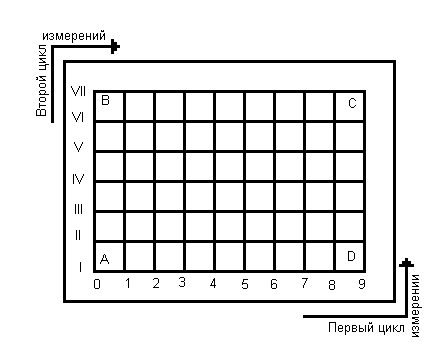 измерений
Второй цикл
VII
VI
V
IV
III
II
I
B
C
A
D
0 1 2 3 4 5 6 7 8 9
Первый цикл
измерении